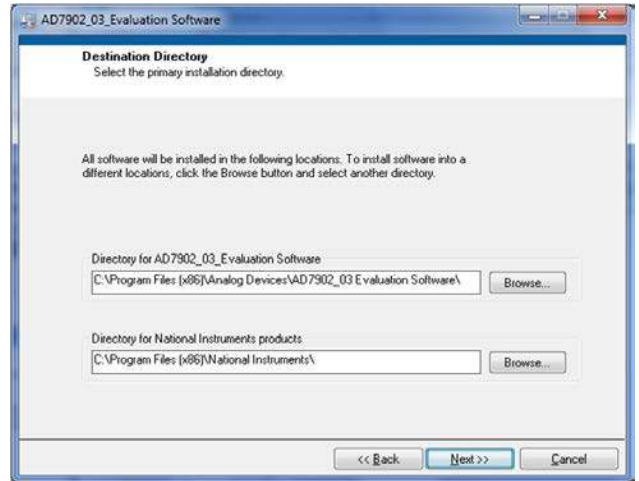 AD7902_03_Evaluation Software
Destination Directory
Select the primary installation directory.
All software will be installed in the following locations. To install software into a
different locations, click the Browse button and select another directory.
Directory for AD7902_03_Evaluation Software
C:\Program Files (x86)\Analog Devices\AD7902_03 Evaluation Software\
Browse...
Directory for National Instruments products
C:\Program Files (x86)\National Instruments\
Browse...
<< Back
Next >>
Cancel